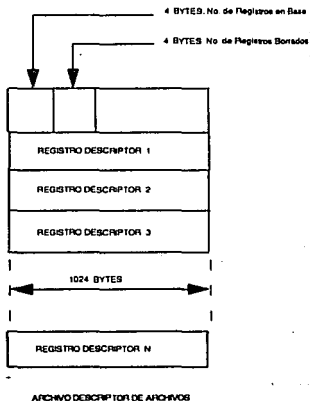 4 BYTES. No. de Registros en Base
4 BYTES No de Registros Borrados
REGISTRO DESCRIPTOR 1
REGISTRO DESCRIPTOR 2
REGISTRO DESCRIPTOR 3
1024 BYTES
REGISTRO DESCRIPTOR N
ARCHIVO DESCRIPTOR DE ARCHIVOS